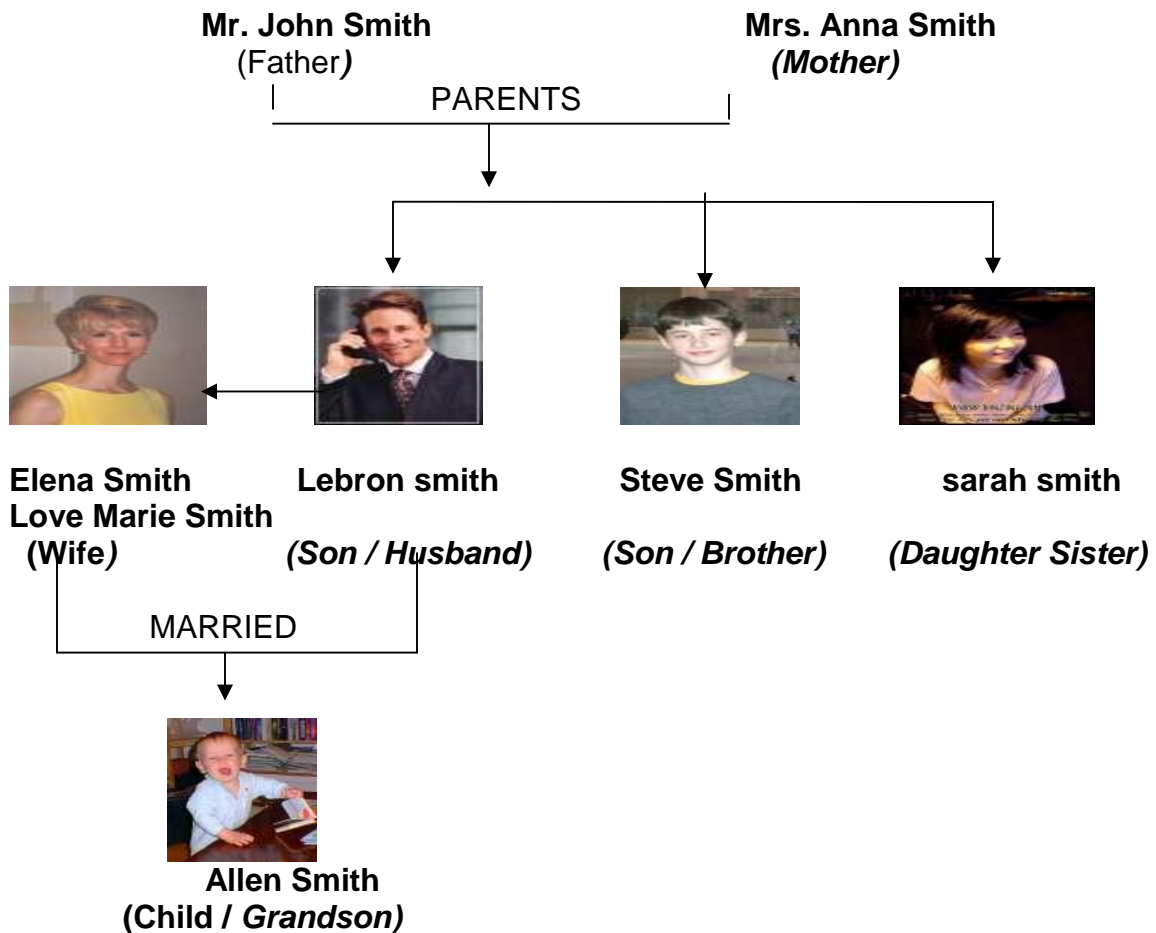 Mr. John Smith Mrs. Anna Smith
(Father) (Mother)
PARENTS
Elena Smith Lebron smith Steve Smith sarah smith
Love Marie Smith
(Wife) (Son / Husband) (Son / Brother) (Daughter Sister)
MARRIED
Allen Smith
(Child / Grandson)